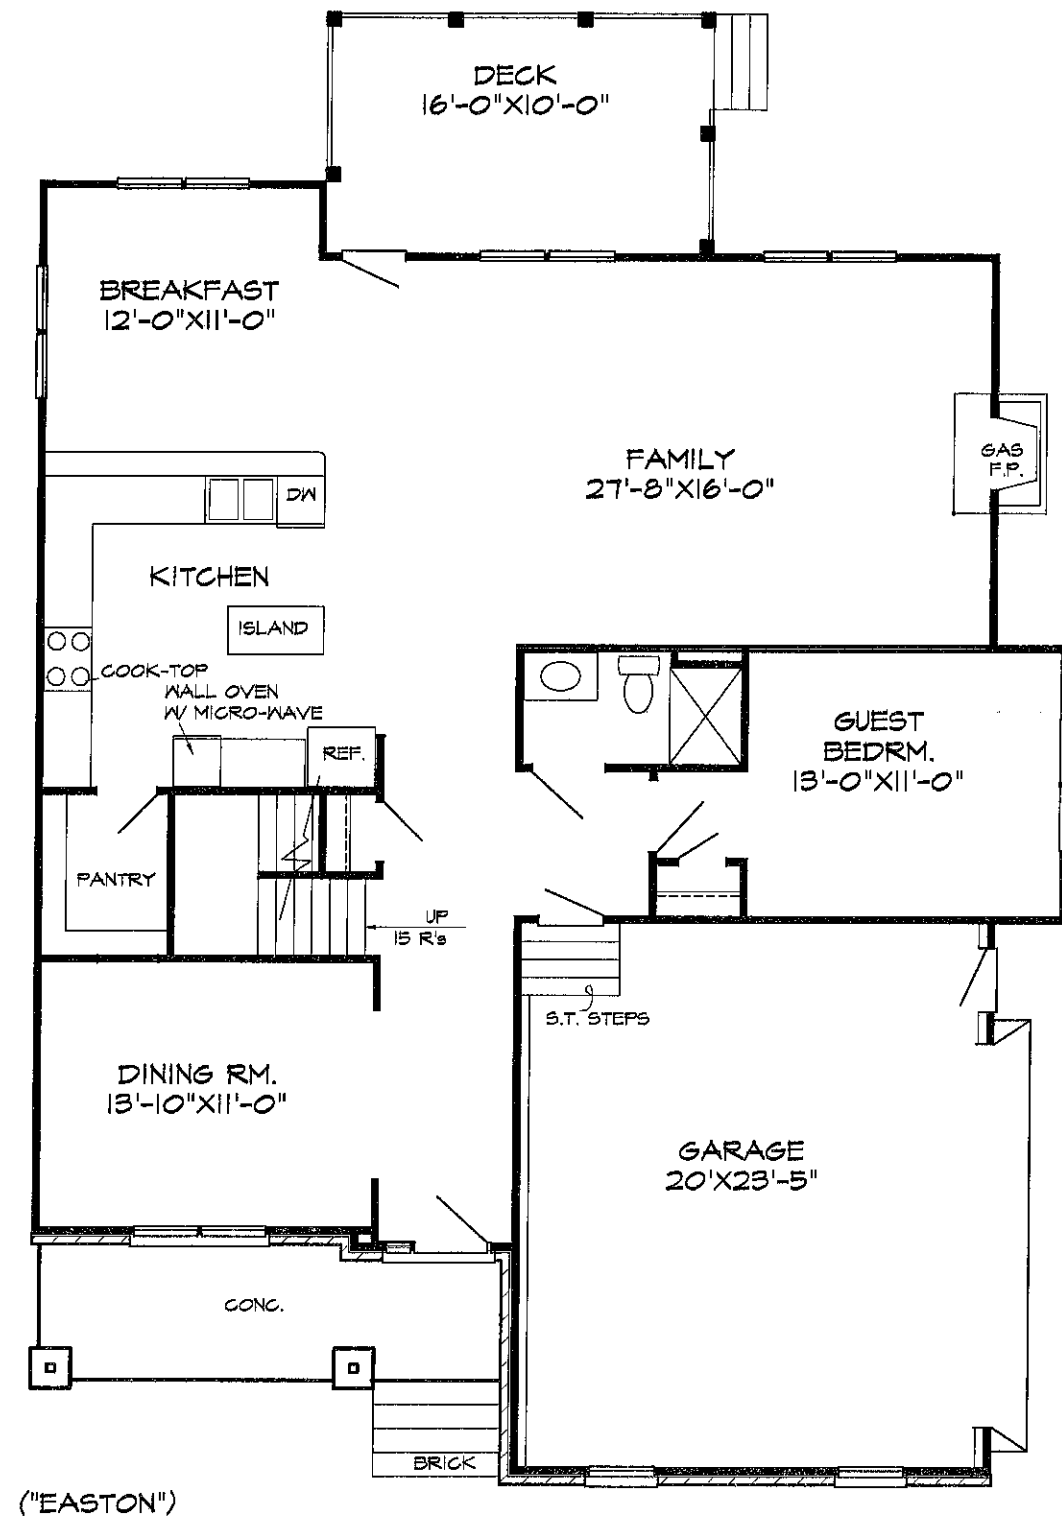 DECK
16'-0"X10'-0"
BREAKFAST
12'-0"X11'-0"
FAMILY
27'-8"X16'-0"
GAS
F.P.
DW
KITCHEN
ISLAND
COOK-TOP
WALL OVEN
W/ MICRO-WAVE
REF.
GUEST
BEDRM.
13'-0"X11'-0"
PANTRY
UP
15 R's
S.T. STEPS
DINING RM.
13'-10"X11'-0"
GARAGE
20'X23'-5"
CONC.
BRICK
("EASTON")